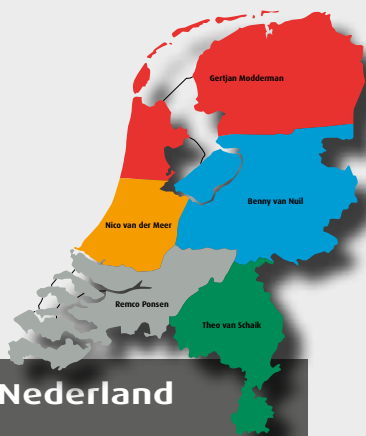 Gertjan Modderman
Benny van Nuil
Nico van der Meer
Remco Ponsen
Theo van Schaik
Nederland